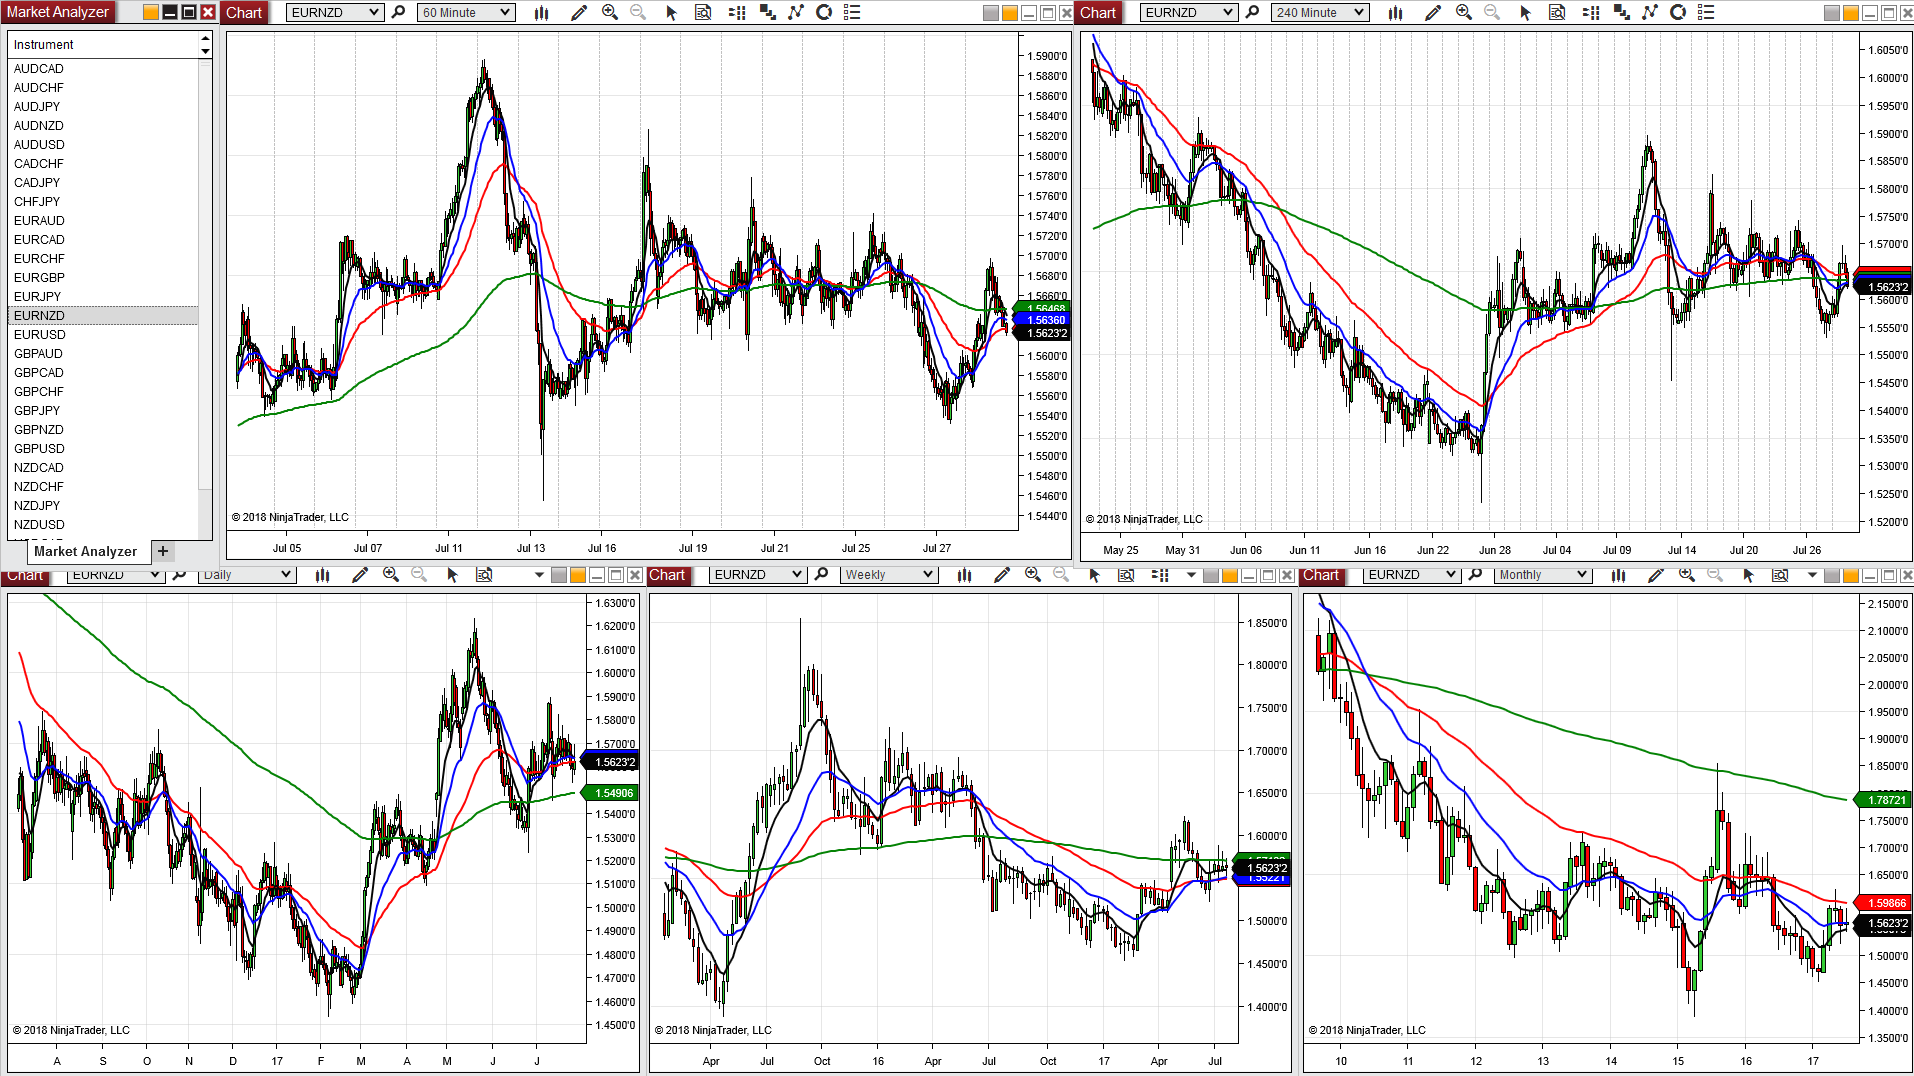 Market Analyzer
Instrument
AUDCAD
AUDCHF
AUDJPY
AUDNZD
AUDUSD
CADCHF
CADJPY
CHFJPY
EURAUD
EURCAD
EURCHF
EURGBP
EURJPY
EURNZD
EURUSD
GBPAUD
GBPCAD
GBPCHF
GBPJPY
GBPNZD
GBPUSD
NZDCAD
NZDCHF
NZDJPY
NZDUSD
Market Analyzer +
Chart EURNZD 60 Minute
1.5900'0
1.5880'0
1.5860'0
1.5840'0
1.5820'0
1.5800'0
1.5780'0
1.5760'0
1.5740'0
1.5720'0
1.5700'0
1.5680'0
1.5660'0
1.56468
1.56360
1.5623'2
1.5600'0
1.5580'0
1.5560'0
1.5540'0
1.5520'0
1.5500'0
1.5480'0
1.5460'0
1.5440'0
© 2018 NinjaTrader, LLC
Jul 05 Jul 07 Jul 11 Jul 13 Jul 16 Jul 19 Jul 21 Jul 25 Jul 27
Chart EURNZD 240 Minute
1.6050'0
1.6000'0
1.5950'0
1.5900'0
1.5850'0
1.5800'0
1.5750'0
1.5700'0
1.5623'2
1.5600'0
1.5550'0
1.5500'0
1.5450'0
1.5400'0
1.5350'0
1.5300'0
1.5250'0
1.5200'0
© 2018 NinjaTrader, LLC
May 25 May 31 Jun 06 Jun 11 Jun 16 Jun 22 Jun 28 Jul 04 Jul 09 Jul 14 Jul 20 Jul 26
Chart EURNZD Daily
1.6300'0
1.6200'0
1.6100'0
1.6000'0
1.5900'0
1.5800'0
1.5700'0
1.5623'2
1.54906
1.5400'0
1.5300'0
1.5200'0
1.5100'0
1.5000'0
1.4900'0
1.4800'0
1.4700'0
1.4600'0
1.4500'0
© 2018 NinjaTrader, LLC
A S O N D 17 F M A M J J
Chart EURNZD Weekly
1.8500'0
1.8000'0
1.7500'0
1.7000'0
1.6500'0
1.6000'0
1.5623'2
1.55221
1.5000'0
1.4500'0
1.4000'0
© 2018 NinjaTrader, LLC
Apr Jul Oct 16 Apr Jul Oct 17 Apr Jul
Chart EURNZD Monthly
2.1500'0
2.1000'0
2.0500'0
2.0000'0
1.9500'0
1.9000'0
1.8500'0
1.78721
1.7500'0
1.7000'0
1.6500'0
1.59866
1.5623'2
1.5000'0
1.4500'0
1.4000'0
1.3500'0
© 2018 NinjaTrader, LLC
10 11 12 13 14 15 16 17